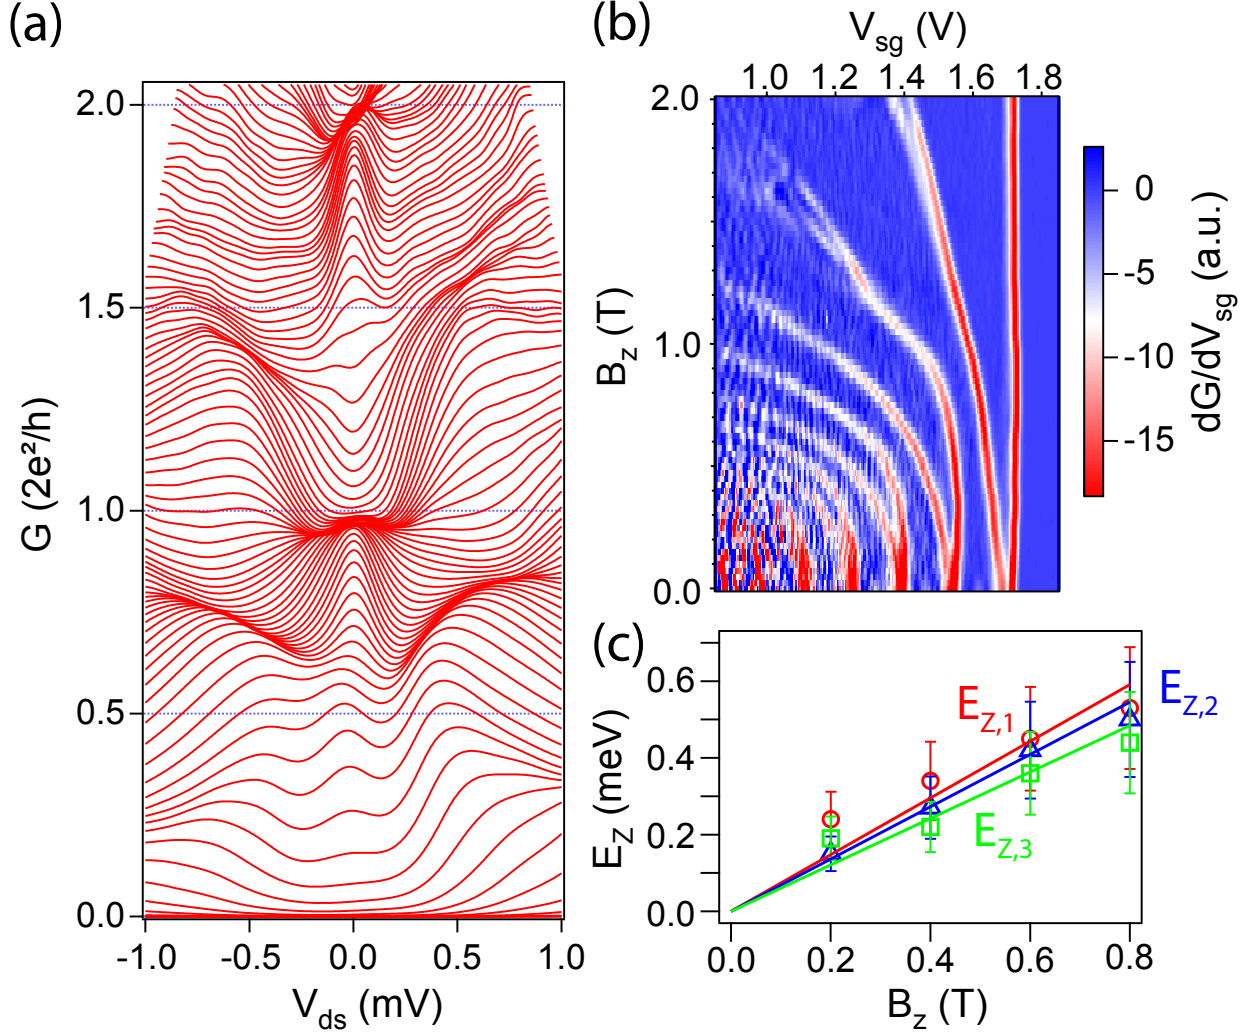 (a)
2.0
1.5
1.0
0.5
0.0
G (2e²/h)
-1.0 -0.5 0.0 0.5 1.0
V_ds (mV)
(b)
V_sg (V)
1.0 1.2 1.4 1.6 1.8
2.0
1.0
0.0
B_z (T)
0
-5
-10
-15
dG/dV_sg (a.u.)
(c)
0.6
0.4
0.2
0.0
E_Z (meV)
E_Z,1
E_Z,2
E_Z,3
0.0 0.2 0.4 0.6 0.8
B_z (T)